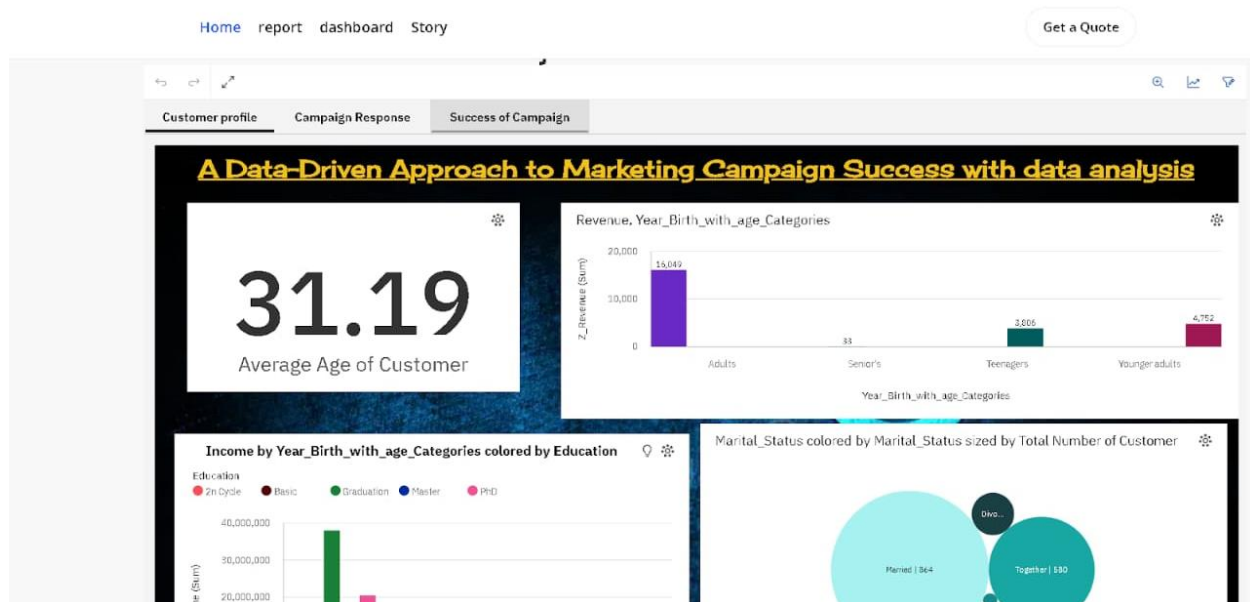 Home report dashboard Story
Get a Quote
Customer profile
Campaign Response
Success of Campaign
A Data-Driven Approach to Marketing Campaign Success with data analysis
31.19
Average Age of Customer
Revenue, Year_Birth_with_age_Categories
Z_Revenue (Sum)
20,000
10,000
0
16,049
33
3,806
4,752
Adults
Senior's
Teenagers
Younger adults
Year_Birth_with_age_Categories
Income by Year_Birth_with_age_Categories colored by Education
Education
2n Cycle
Basic
Graduation
Master
PhD
40,000,000
30,000,000
20,000,000
(Sum)
Marital_Status colored by Marital_Status sized by Total Number of Customer
Divo...
Married | 864
Together | 580